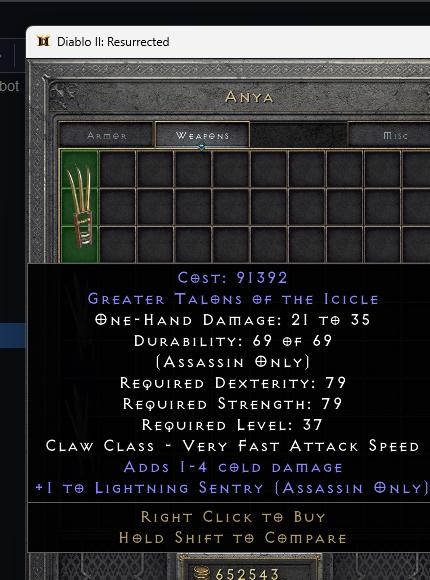 Diablo II: Resurrected
bot
Anya
Armor Weapons Misc
Cost: 91392
Greater Talons of the Icicle
One-Hand Damage: 21 to 35
Durability: 69 of 69
(Assassin Only)
Required Dexterity: 79
Required Strength: 79
Required Level: 37
Claw Class - Very Fast Attack Speed
Adds 1-4 cold damage
+1 to Lightning Sentry (Assassin Only)
Right Click to Buy
Hold Shift to Compare
652543